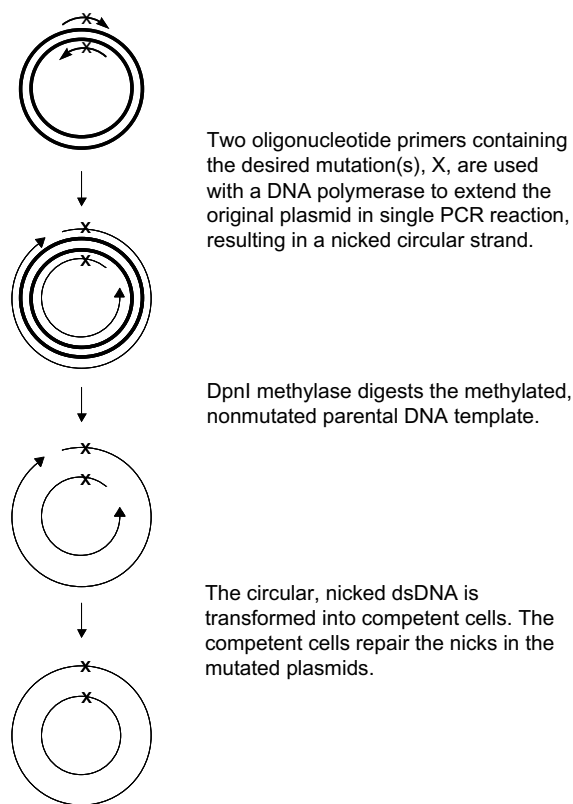 X
X
Two oligonucleotide primers containing
the desired mutation(s), X, are used
with a DNA polymerase to extend the
original plasmid in single PCR reaction,
resulting in a nicked circular strand.
X
X
DpnI methylase digests the methylated,
nonmutated parental DNA template.
X
X
The circular, nicked dsDNA is
transformed into competent cells. The
competent cells repair the nicks in the
mutated plasmids.
X
X